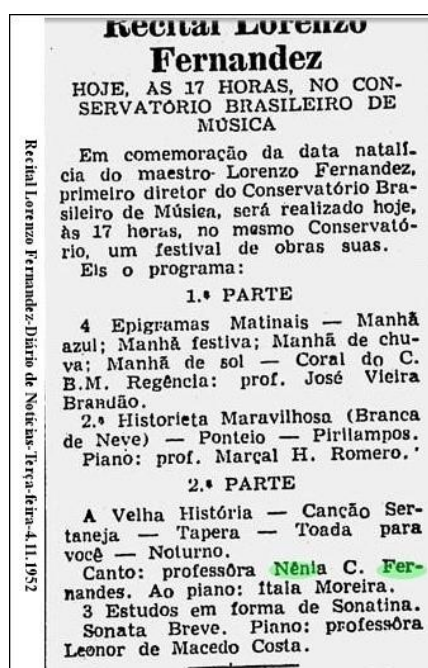 Recital Lorenzo
Fernandez
HOJE, ÀS 17 HORAS, NO CON-
SERVATÓRIO BRASILEIRO DE
MÚSICA
Em comemoração da data natalí-
cia do maestro- Lorenzo Fernandez,
primeiro diretor do Conservatório Bra-
sileiro de Música, será realizado hoje,
às 17 horas, no mesmo Conservató-
rio, um festival de obras suas.
Eis o programa:
1.ª PARTE
4 Epigramas Matinais — Manhã
azul; Manhã festiva; Manhã de chu-
va; Manhã de sol — Coral do C.
B.M. Regência: prof. José Vieira
Brandão.
2.ª Historieta Maravilhosa (Branca
de Neve) — Ponteio — Pirilampos.
Piano: prof. Marçal H. Romero.
2.ª PARTE
A Velha História — Canção Ser-
taneja — Tapera — Toada para
você — Noturno.
Canto: professôra Nênia C. Fer-
nandes. Ao piano: Itala Moreira.
3 Estudos em forma de Sonatina.
Sonata Breve. Piano: professôra
Leonor de Macedo Costa.
Recital Lorenzo Fernandez-Diário de Notícias-Terça-feira-4.11.1952